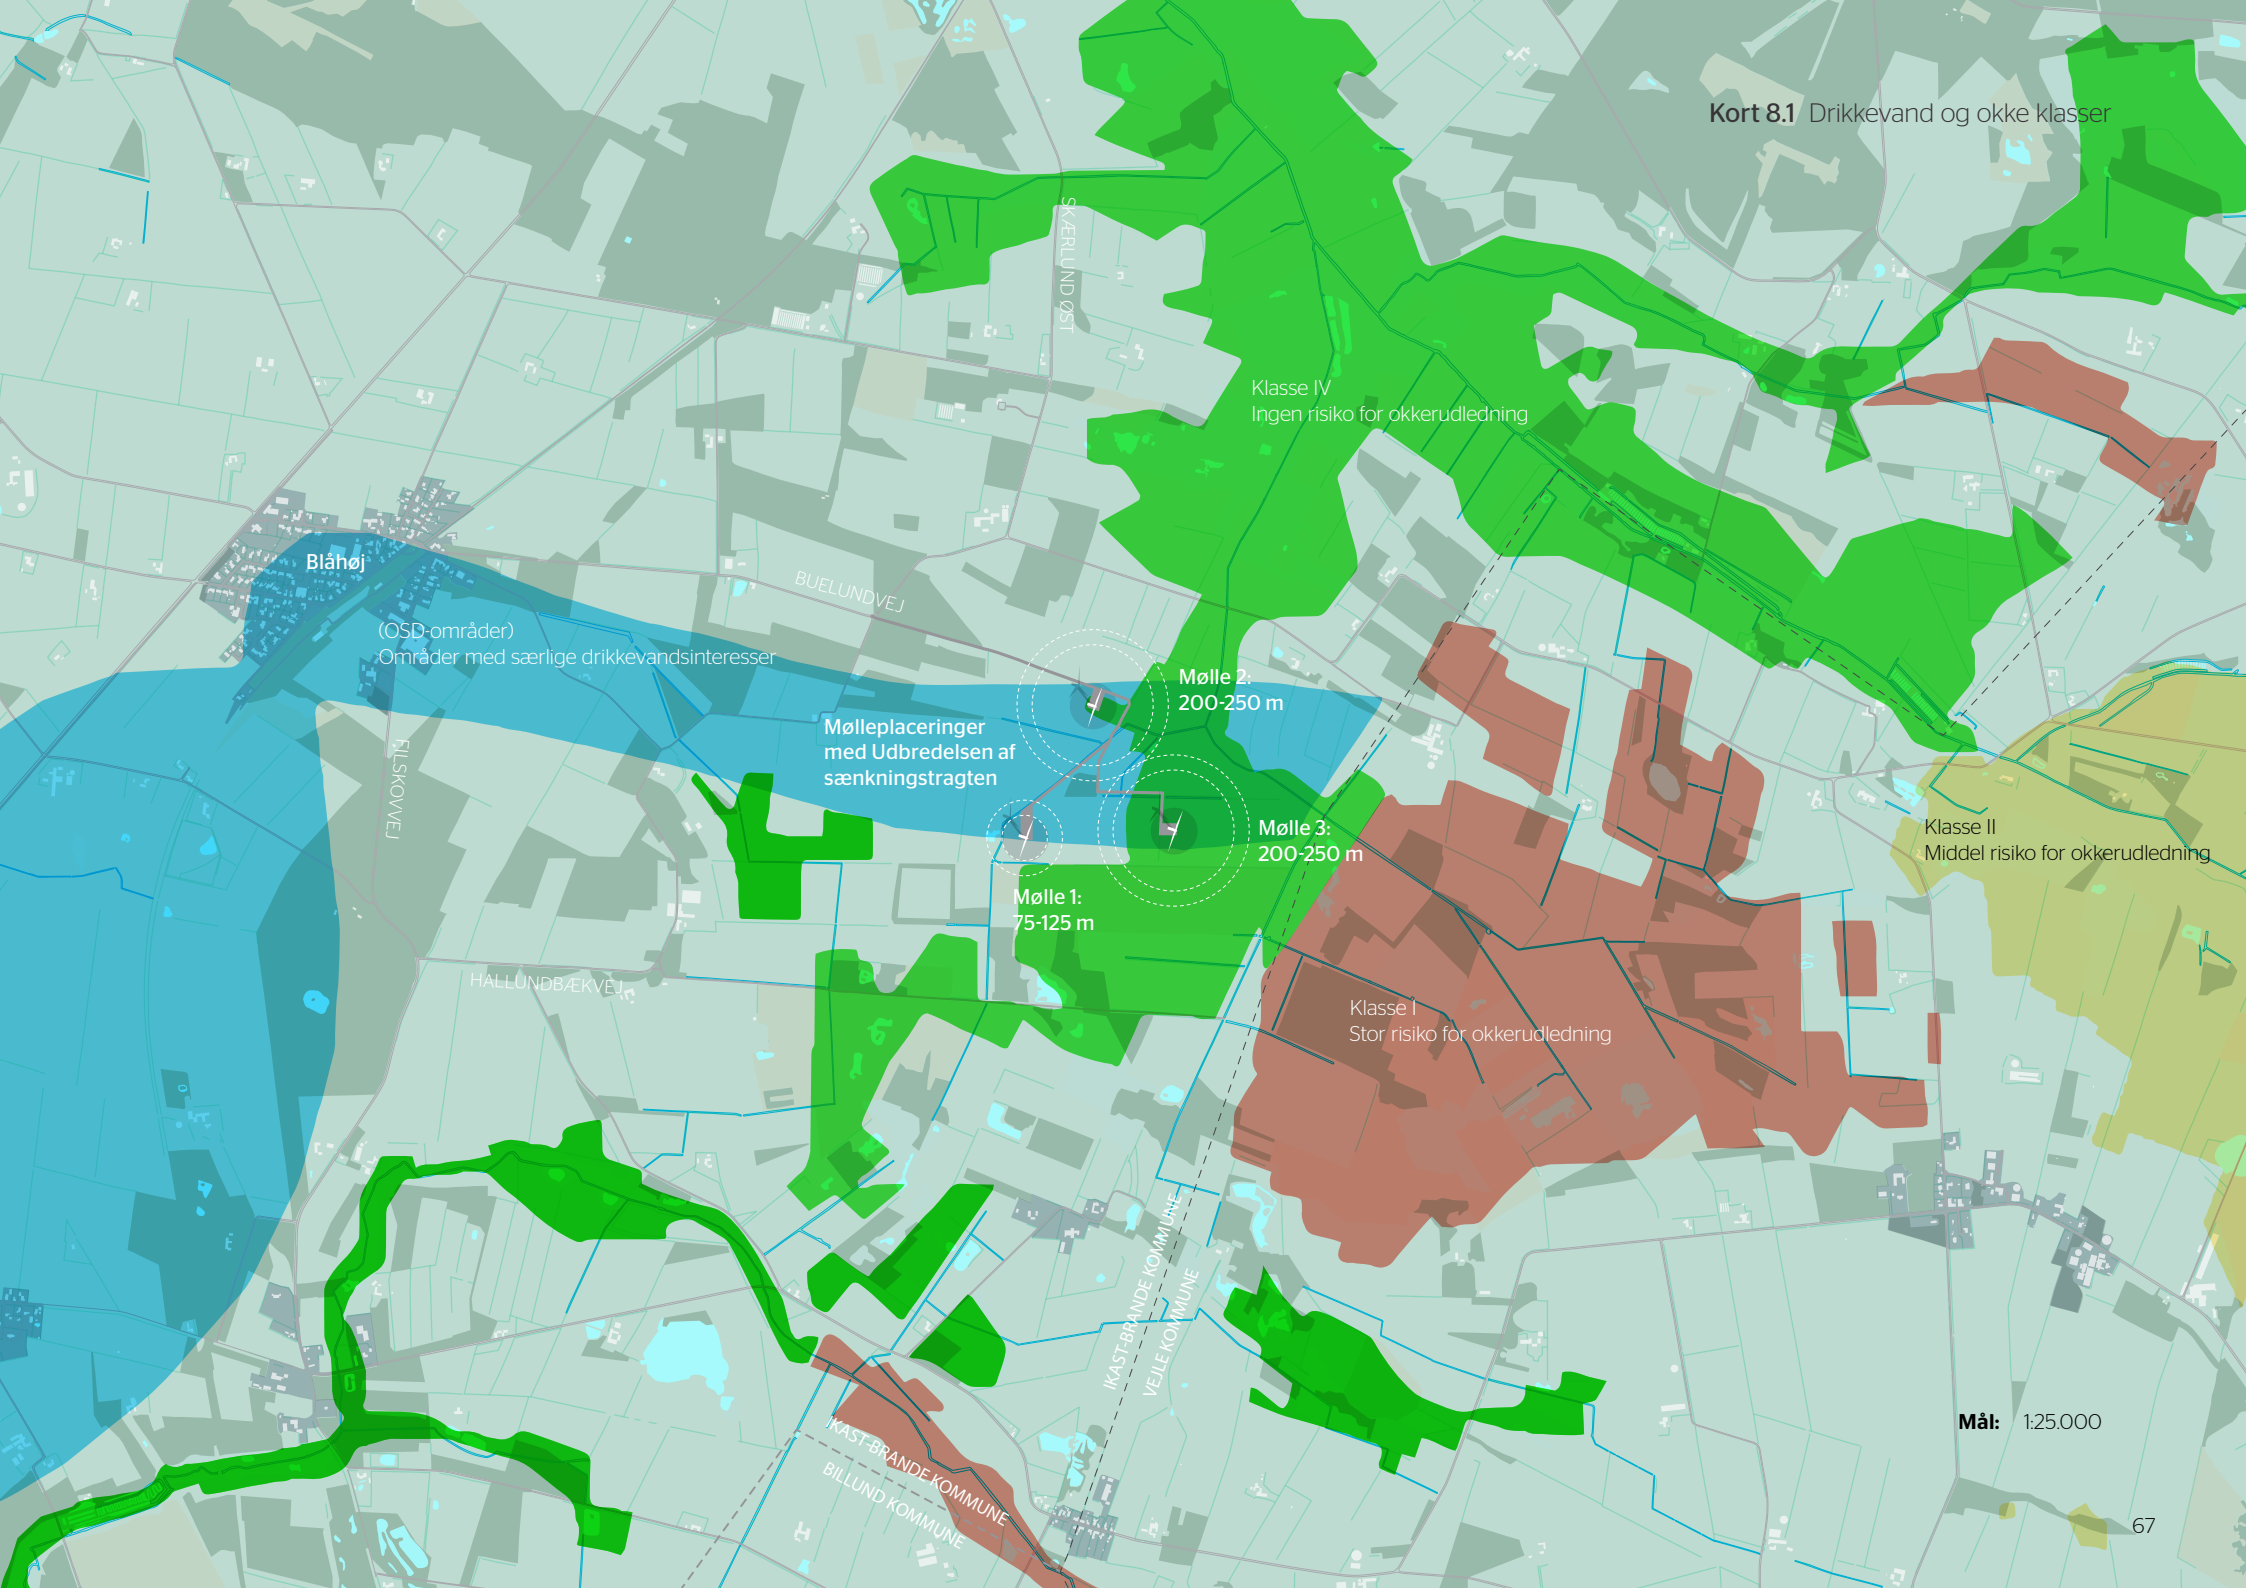 Kort 8.1 Drikkevand og okke klasser
SKÆRLUND ØST
Klasse IV
Ingen risiko for okkerudledning
Blåhøj
BUELUNDVEJ
(OSD-områder)
Områder med særlige drikkevandsinteresser
Mølle 2:
200-250 m
Mølleplaceringer
med Udbredelsen af
sænkningstragten
FILSKOVVEJ
Mølle 3:
200-250 m
Klasse II
Middel risiko for okkerudledning
Mølle 1:
75-125 m
HALLUNDBÆKVEJ
Klasse I
Stor risiko for okkerudledning
IKAST-BRANDE KOMMUNE
VEJLE KOMMUNE
IKAST-BRANDE KOMMUNE
BILLUND KOMMUNE
Mål: 1:25.000
67